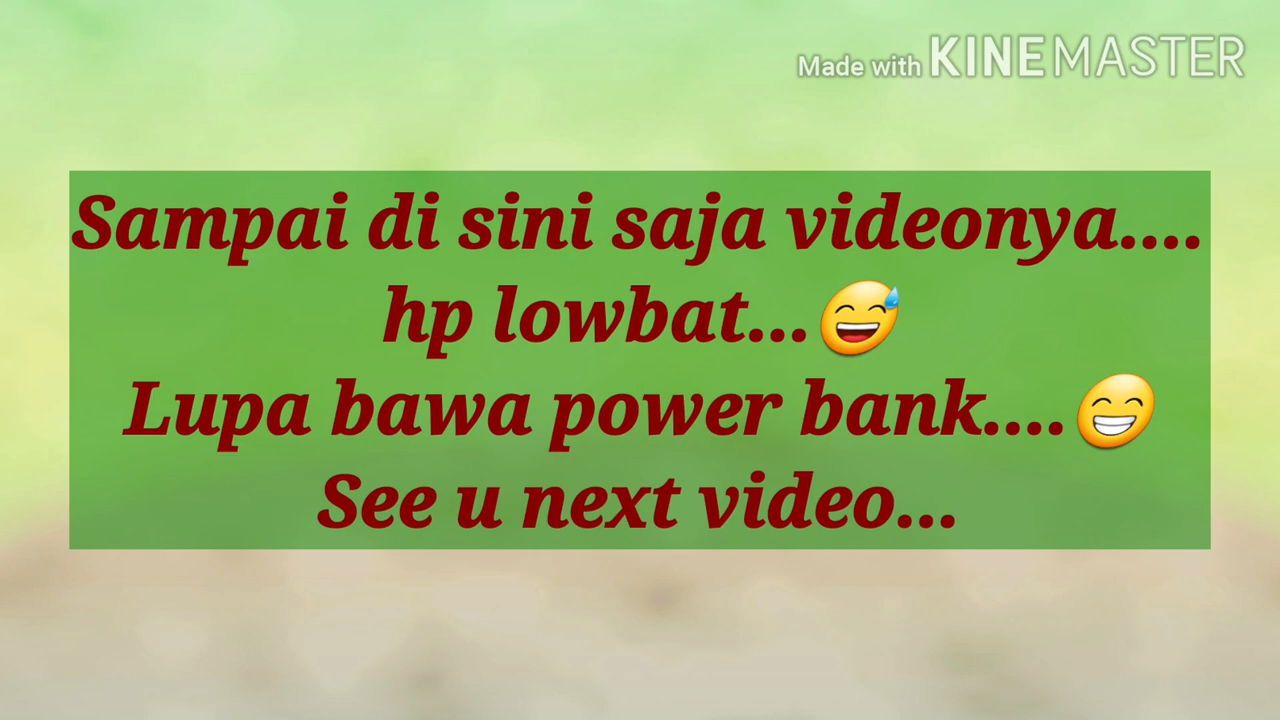 Made with KINEMASTER
Sampai di sini saja videonya....
hp lowbat...😅
Lupa bawa power bank....😁
See u next video...